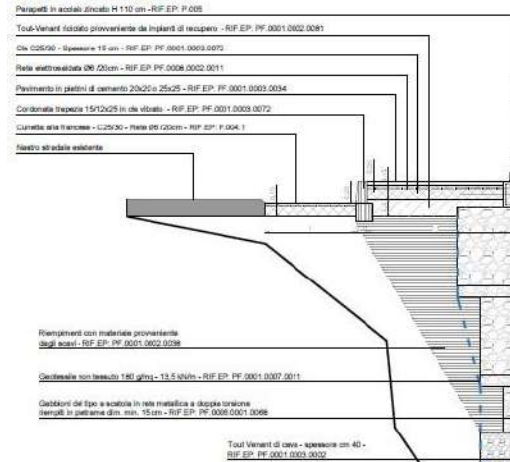 Parapetti in acciaio zincato H 110 cm - RIF.EP: P.005
Tout-Venant riciclato provveniente da impianti di recupero - RIF.EP: PF.0001.0002.0081
Cls C25/30 - Spessore 15 cm - RIF.EP: PF.0001.0003.0072
Rete elettrosaldata Ø6 /20cm - RIF.EP: PF.0008.0002.0011
Pavimento in pietrini di cemento 20x20 o 25x25 - RIF.EP: PF.0001.0003.0034
Cordonata trapezia 15/12x25 in cls vibrato - RIF.EP: PF.0001.0003.0072
Cunetta alla francese - C25/30 - Rete Ø6 /20cm - RIF.EP: P.004.1
Nastro stradale esistente
Riempimenti con materiale provveniente
degli scavi - RIF.EP: PF.0001.0002.0038
Geotessile non tessuto 180 g/mq - 13,5 kN/m - RIF.EP: PF.0001.0007.0011
Gabbioni del tipo a scatola in rete metallica a doppia torsione
riempiti in pietrame dim. min. 15cm - RIF.EP: PF.0008.0001.0068
Tout Venant di cava - spessore cm 40 -
RIF.EP: PF.0001.0003.0002